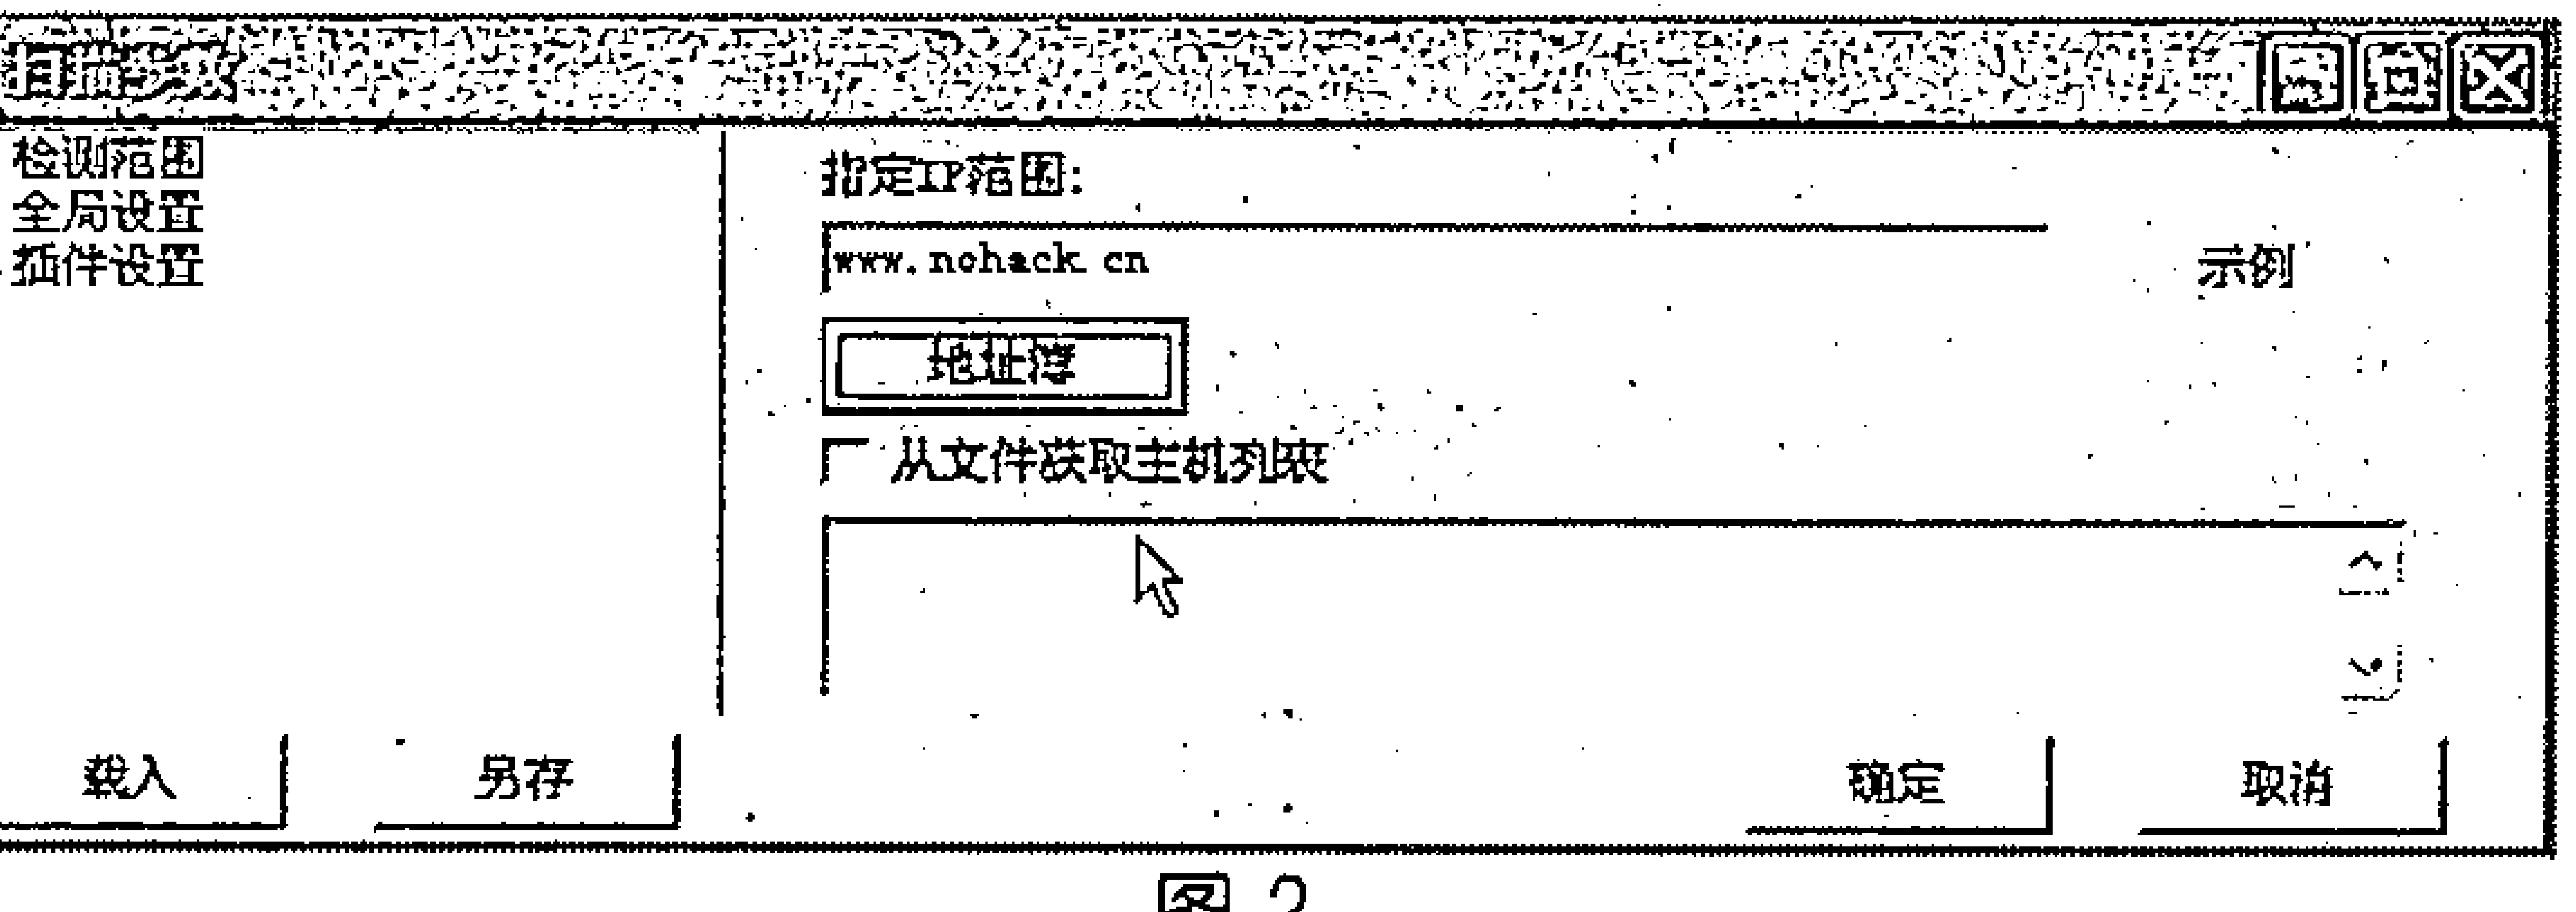 扫描参数
检测范围
全局设置
插件设置
指定IP范围:
www.nohack.cn
示例
地址簿
从文件获取主机列表
载入
另存
确定
取消
图 2